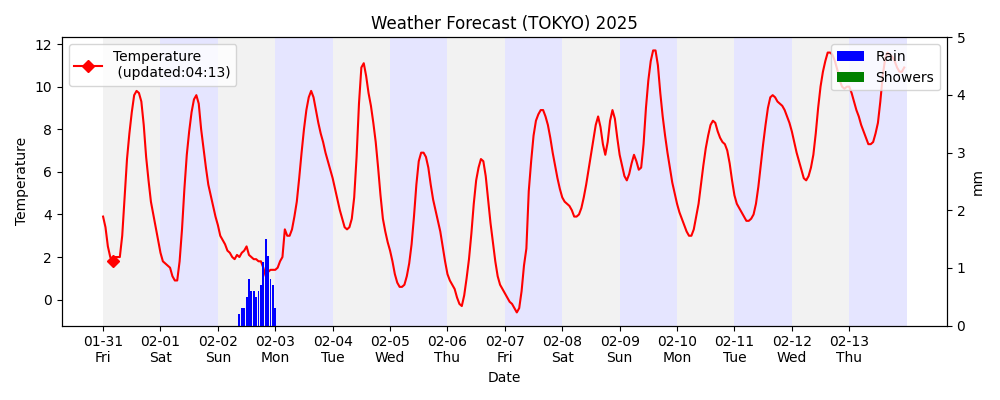 Weather Forecast (TOKYO) 2025
Temperature
(updated:04:13)
Rain
Showers
Temperature
12
10
8
6
4
2
0
5
4
3
2
1
0
mm
01-31 02-01 02-02 02-03 02-04 02-05 02-06 02-07 02-08 02-09 02-10 02-11 02-12 02-13
Fri Sat Sun Mon Tue Wed Thu Fri Sat Sun Mon Tue Wed Thu
Date